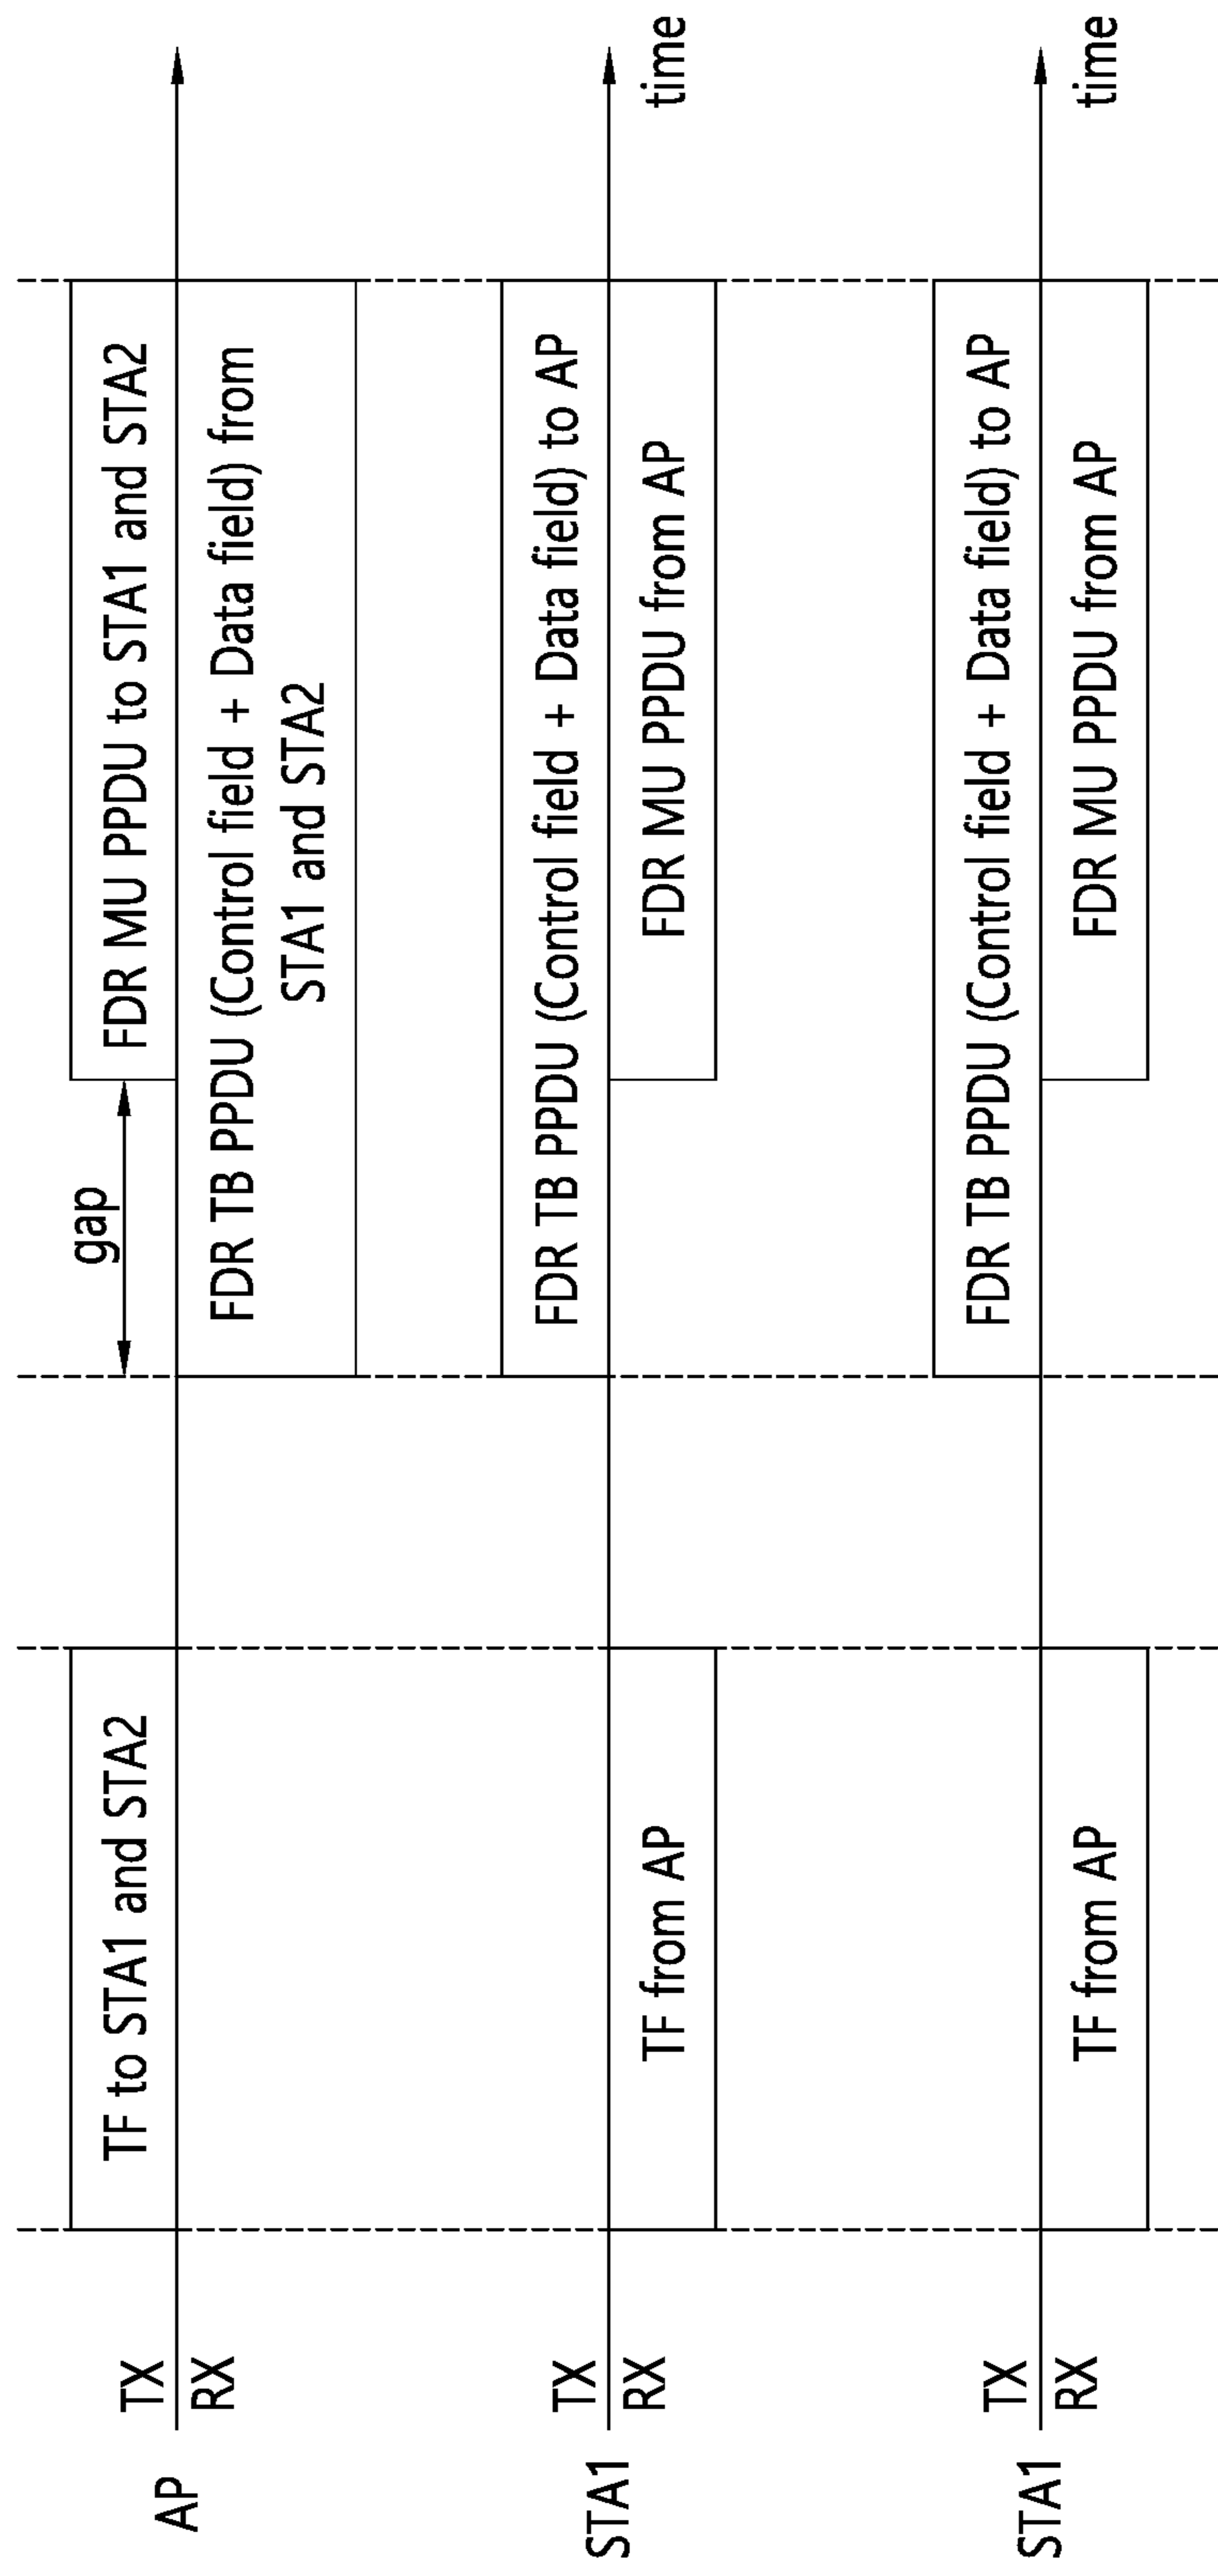 gap
TF to STA1 and STA2
FDR MU PPDU to STA1 and STA2
AP
TX
RX
FDR TB PPDU (Control field + Data field) from
STA1 and STA2
STA1
TX
RX
FDR TB PPDU (Control field + Data field) to AP
TF from AP
FDR MU PPDU from AP
time
STA1
TX
RX
FDR TB PPDU (Control field + Data field) to AP
TF from AP
FDR MU PPDU from AP
time